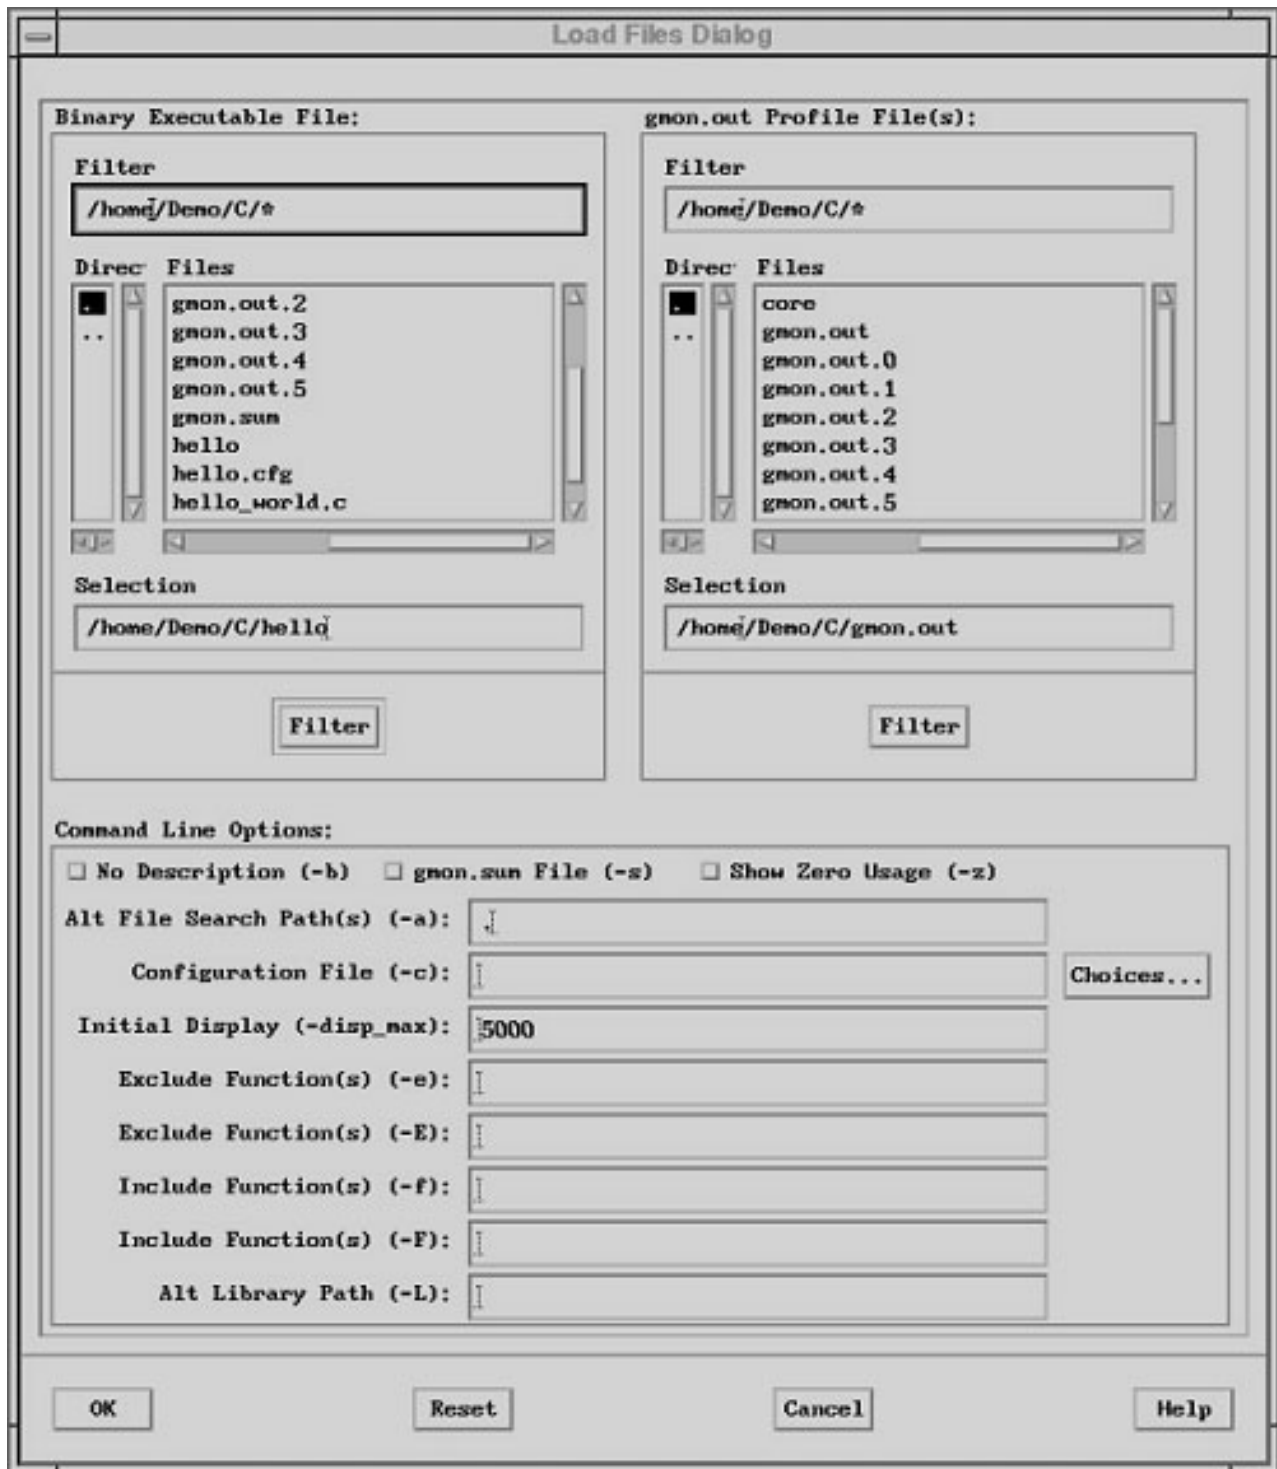 Load Files Dialog
Binary Executable File:
Filter
/home/Demo/C/*
Direc Files
.
..
gmon.out.2
gmon.out.3
gmon.out.4
gmon.out.5
gmon.sum
hello
hello.cfg
hello_world.c
Selection
/home/Demo/C/hello
Filter
gmon.out Profile File(s):
Filter
/home/Demo/C/*
Direc Files
.
..
core
gmon.out
gmon.out.0
gmon.out.1
gmon.out.2
gmon.out.3
gmon.out.4
gmon.out.5
Selection
/home/Demo/C/gmon.out
Filter
Command Line Options:
No Description (-b) gmon.sum File (-s) Show Zero Usage (-z)
Alt File Search Path(s) (-a): .
Configuration File (-c): Choices...
Initial Display (-disp_max): 5000
Exclude Function(s) (-e):
Exclude Function(s) (-E):
Include Function(s) (-f):
Include Function(s) (-F):
Alt Library Path (-L):
OK Reset Cancel Help